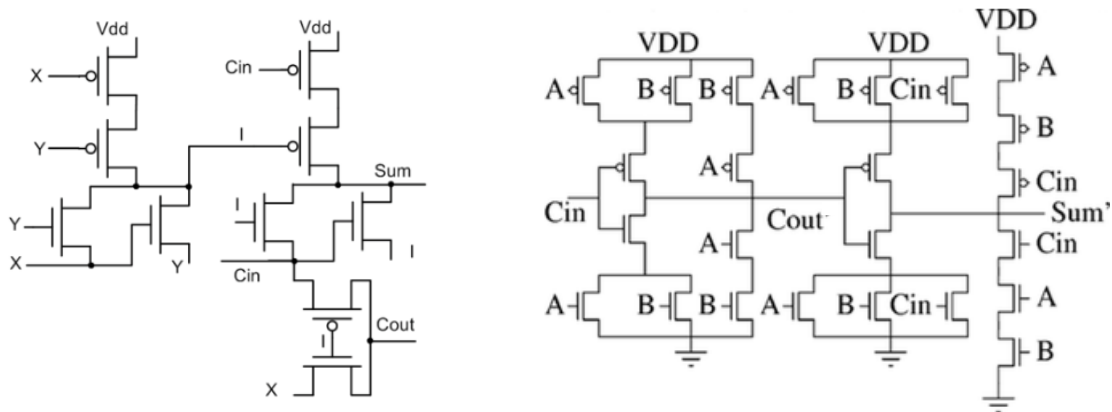 Vdd Vdd
X Cin
Y I
Sum
Y I
X Y Cin I
I Cout
X
VDD VDD VDD
A B B A B Cin A
B
A Cin
Cin Cout Sum'
A Cin
A B B A B Cin A
B